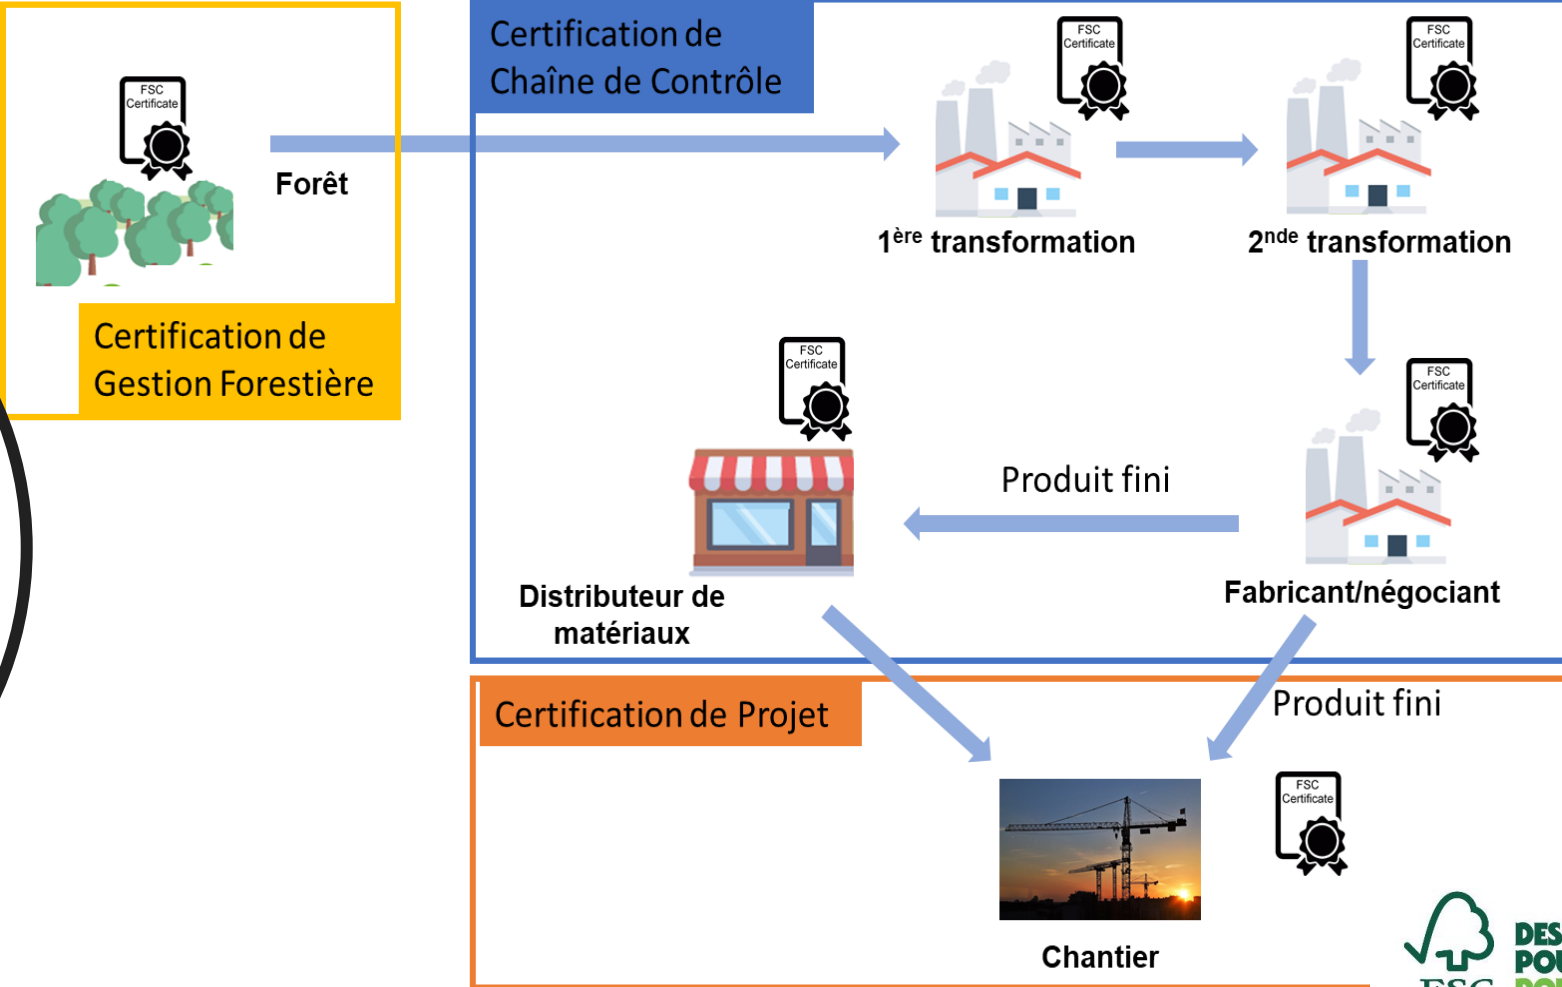 Certification de
Chaîne de Contrôle
FSC
Certificate
FSC
Certificate
FSC
Certificate
Forêt
1ère transformation
2nde transformation
Certification de
Gestion Forestière
FSC
Certificate
FSC
Certificate
Produit fini
Distributeur de
matériaux
Fabricant/négociant
Certification de Projet
Produit fini
FSC
Certificate
Chantier
DES
POU
FSC